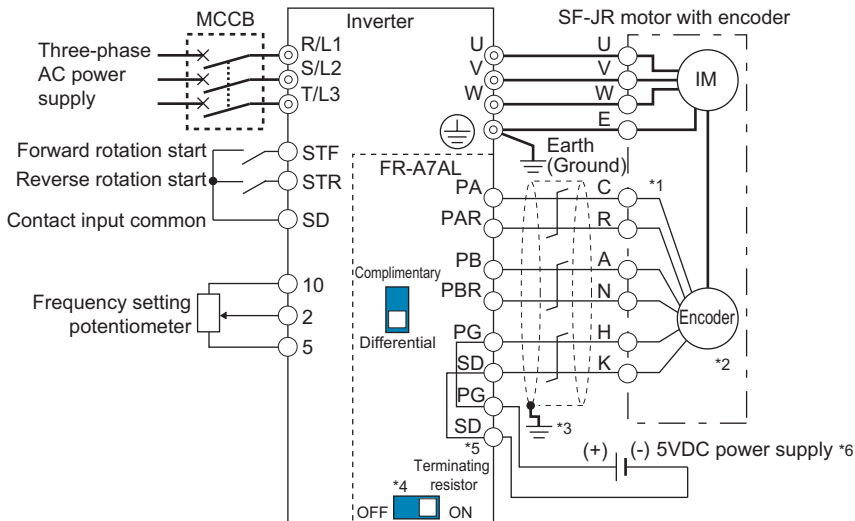 MCCB
Inverter
SF-JR motor with encoder
Three-phase
AC power
supply
R/L1
S/L2
T/L3
U
V
W
U
V
W
E
IM
Earth
(Ground)
Forward rotation start
Reverse rotation start
Contact input common
STF
STR
SD
FR-A7AL
PA
PAR
PB
PBR
PG
SD
PG
SD
*5
C
R
A
N
H
K
*1
Complimentary
Differential
Encoder
*2
Frequency setting
potentiometer
10
2
5
*3
(+) (-) 5VDC power supply *6
*4
Terminating
resistor
OFF ON